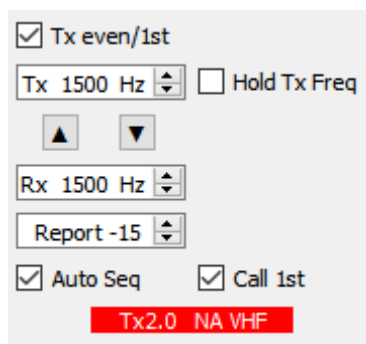 Tx even/1st
Tx 1500 Hz Hold Tx Freq
Rx 1500 Hz
Report -15
Auto Seq Call 1st
Tx2.0 NA VHF